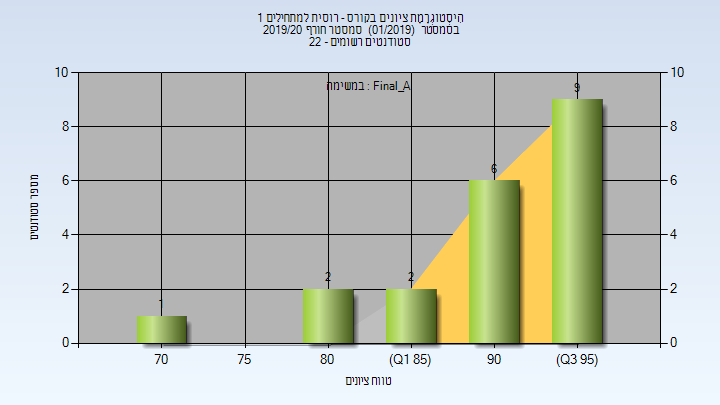 היסטוגרמת ציונים בקורס - רוסית למתחילים 1
בסמסטר (01/2019) סמסטר חורף 2019/20
סטודנטים רשומים - 22
במשימה : Final_A
10 10
9
8 8
6
6 6
4 4
2 2
2 2
1
0 0
70 75 80 (Q1 85) 90 (Q3 95)
מספר סטודנטים
טווח ציונים